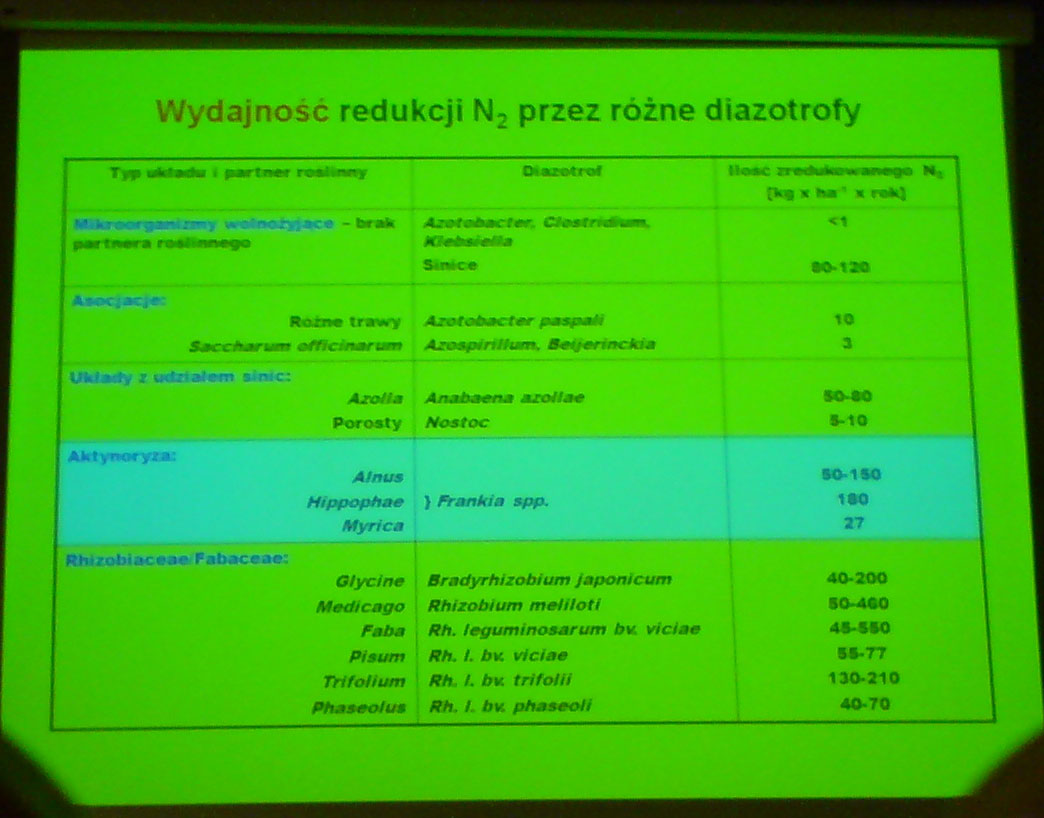 Wydajność redukcji N₂ przez różne diazotrofy
Typ układu i partner roślinny Diazotrof Ilość zredukowanego N₂
[kg x ha⁻¹ x rok]
Mikroorganizmy wolnożyjące – brak Azotobacter, Clostridium, <1
partnera roślinnego Klebsiella
Sinice 80-120
Asocjacje:
Różne trawy Azotobacter paspali 10
Saccharum officinarum Azospirillum, Beijerinckia 3
Układy z udziałem sinic:
Azolla Anabaena azollae 50-80
Porosty Nostoc 5-10
Aktynoryza:
Alnus 50-150
Hippophae } Frankia spp. 180
Myrica 27
Rhizobiaceae/Fabaceae:
Glycine Bradyrhizobium japonicum 40-200
Medicago Rhizobium meliloti 50-460
Faba Rh. leguminosarum bv. viciae 45-550
Pisum Rh. l. bv. viciae 55-77
Trifolium Rh. l. bv. trifolii 130-210
Phaseolus Rh. l. bv. phaseoli 40-70